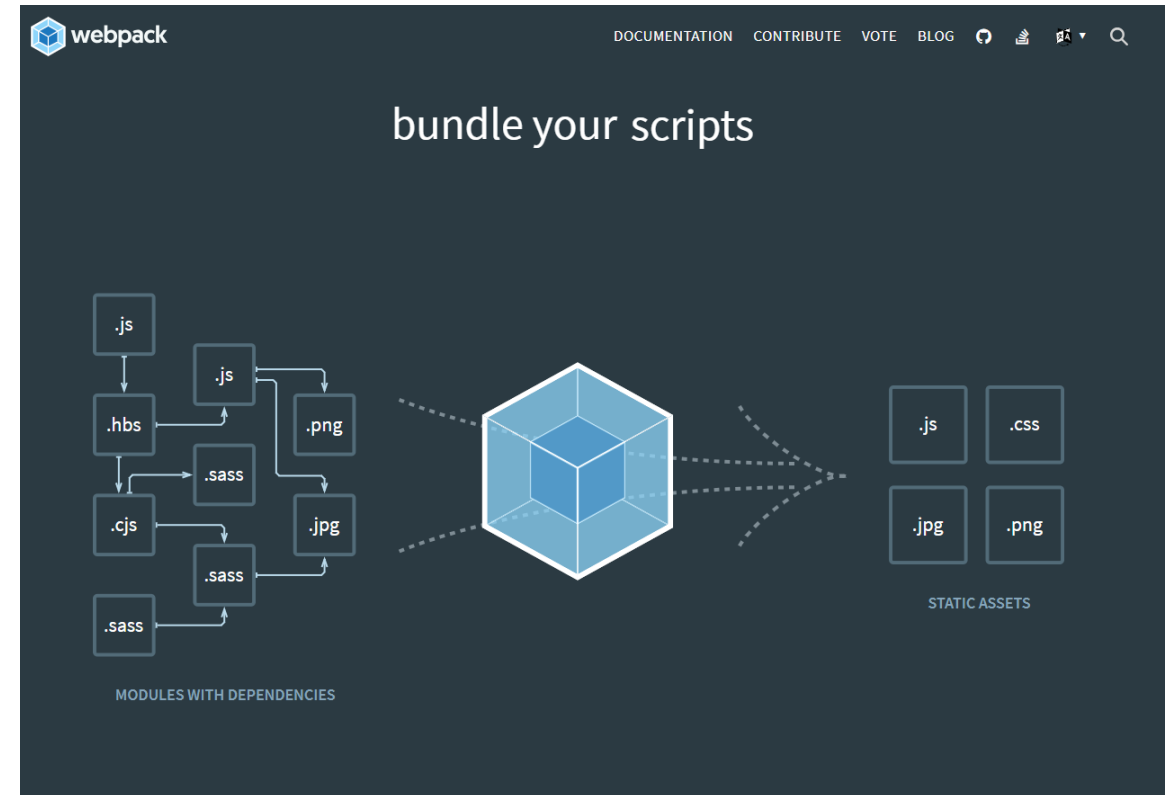 webpack
DOCUMENTATION CONTRIBUTE VOTE BLOG
bundle your scripts
.js
.js
.hbs
.png
.sass
.cjs
.jpg
.sass
.sass
MODULES WITH DEPENDENCIES
.js .css
.jpg .png
STATIC ASSETS